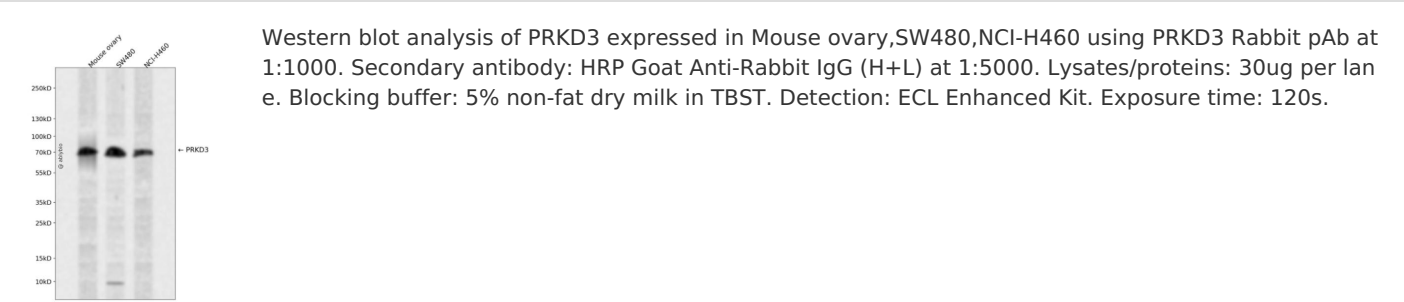 Mouse ovary
SW480
NCI-H460
250kD
130kD
100kD
70kD
55kD
35kD
25kD
15kD
10kD
← PRKD3
Western blot analysis of PRKD3 expressed in Mouse ovary,SW480,NCI-H460 using PRKD3 Rabbit pAb at
1:1000. Secondary antibody: HRP Goat Anti-Rabbit IgG (H+L) at 1:5000. Lysates/proteins: 30ug per lan
e. Blocking buffer: 5% non-fat dry milk in TBST. Detection: ECL Enhanced Kit. Exposure time: 120s.